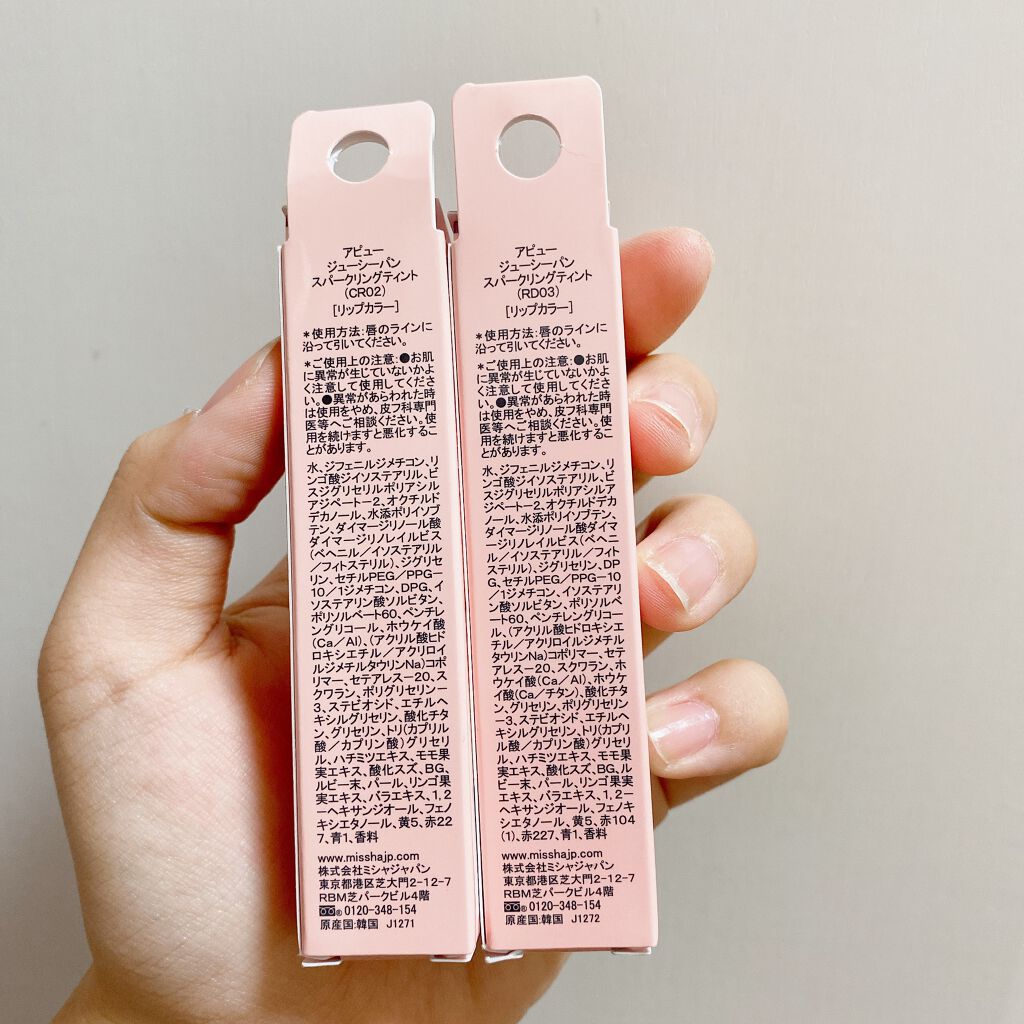 アピュー
ジューシーパン
スパークリングティント
(CR02)
[リップカラー]
*使用方法:唇のラインに
沿って引いてください。
*ご使用上の注意:●お肌
に異常が生じていないかよ
く注意して使用してくださ
い。●異常があらわれた時
は使用をやめ、皮フ科専門
医等へご相談ください。使
用を続けますと悪化するこ
とがあります。
水、ジフェニルジメチコン、リ
ンゴ酸ジイソステアリル、ビ
スジグリセリルポリアシル
アジペート-2、オクチルド
デカノール、水添ポリイソブ
テン、ダイマージリノール酸
ダイマージリノレイルビス
(ベヘニル/イソステアリル
/フィトステリル)、ジグリセ
リン、セチルPEG/PPG-
10/1ジメチコン、DPG、イ
ソステアリン酸ソルビタン、
ポリソルベート60、ペンチレ
ングリコール、ホウケイ酸
(Ca/Al)、(アクリル酸ヒド
ロキシエチル/アクリロイ
ルジメチルタウリンNa)コポ
リマー、セテアレス-20、ス
クワラン、ポリグリセリン-
3、ステビオシド、エチルヘ
キシルグリセリン、酸化チタ
ン、グリセリン、トリ(カプリル
酸/カプリン酸)グリセリ
ル、ハチミツエキス、モモ果
実エキス、酸化スズ、BG、
ルビー末、パール、リンゴ果
実エキス、バラエキス、1,2-
ヘキサンジオール、フェノ
キシエタノール、黄5、赤22
7、青1、香料
www.misshajp.com
株式会社ミシャジャパン
東京都港区芝大門2-12-7
RBM芝パークビル4階
®0120-348-154
原産国:韓国 J1271
アピュー
ジューシーパン
スパークリングティント
(RD03)
[リップカラー]
*使用方法:唇のラインに
沿って引いてください。
*ご使用上の注意:●お肌
に異常が生じていないかよ
く注意して使用してくださ
い。●異常があらわれた時
は使用をやめ、皮フ科専門
医等へご相談ください。使
用を続けますと悪化するこ
とがあります。
水、ジフェニルジメチコン、リ
ンゴ酸ジイソステアリル、ビ
スジグリセリルポリアシルア
ジペート-2、オクチルドデカ
ノール、水添ポリイソブテン、
ダイマージリノール酸ダイマ
ージリノレイルビス(ベヘニル
/イソステアリル/フィト
ステリル)、ジグリセリン、DP
G、セチルPEG/PPG-10
/1ジメチコン、イソステアリ
ン酸ソルビタン、ポリソルベ
ート60、ペンチレングリコー
ル、(アクリル酸ヒドロキシエ
チル/アクリロイルジメチル
タウリンNa)コポリマー、セテ
アレス-20、スクワラン、ホ
ウケイ酸(Ca/Al)、ホウケ
イ酸(Ca/チタン)、酸化チタ
ン、グリセリン、ポリグリセリン
-3、ステビオシド、エチルヘ
キシルグリセリン、トリ(カプリ
ル酸/カプリン酸)グリセリ
ル、ハチミツエキス、モモ果
実エキス、酸化スズ、BG、ル
ビー末、パール、リンゴ果実
エキス、バラエキス、1,2-
ヘキサンジオール、フェノキ
シエタノール、黄5、赤104
(1)、赤227、青1、香料
www.misshajp.com
株式会社ミシャジャパン
東京都港区芝大門2-12-7
RBM芝パークビル4階
®0120-348-154
原産国:韓国 J1272